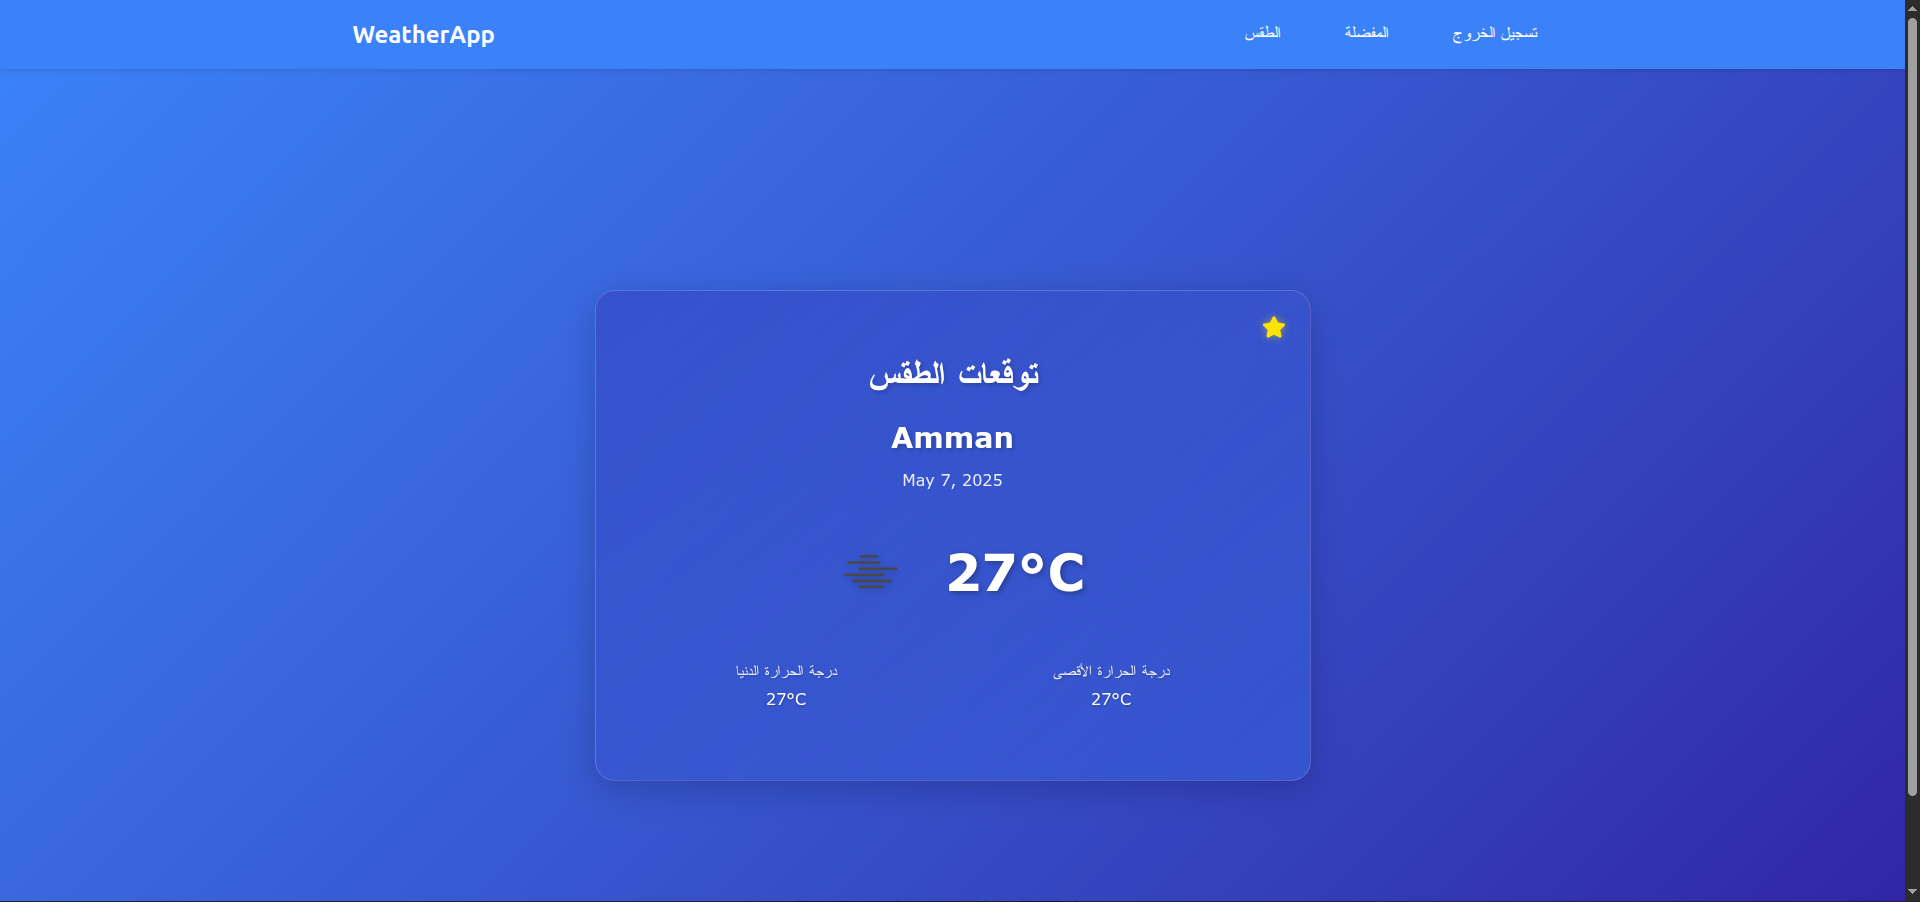 WeatherApp
الطقس
المفضلة
تسجيل الخروج
توقعات الطقس
Amman
May 7, 2025
27°C
درجة الحرارة الدنيا
27°C
درجة الحرارة الأقصى
27°C